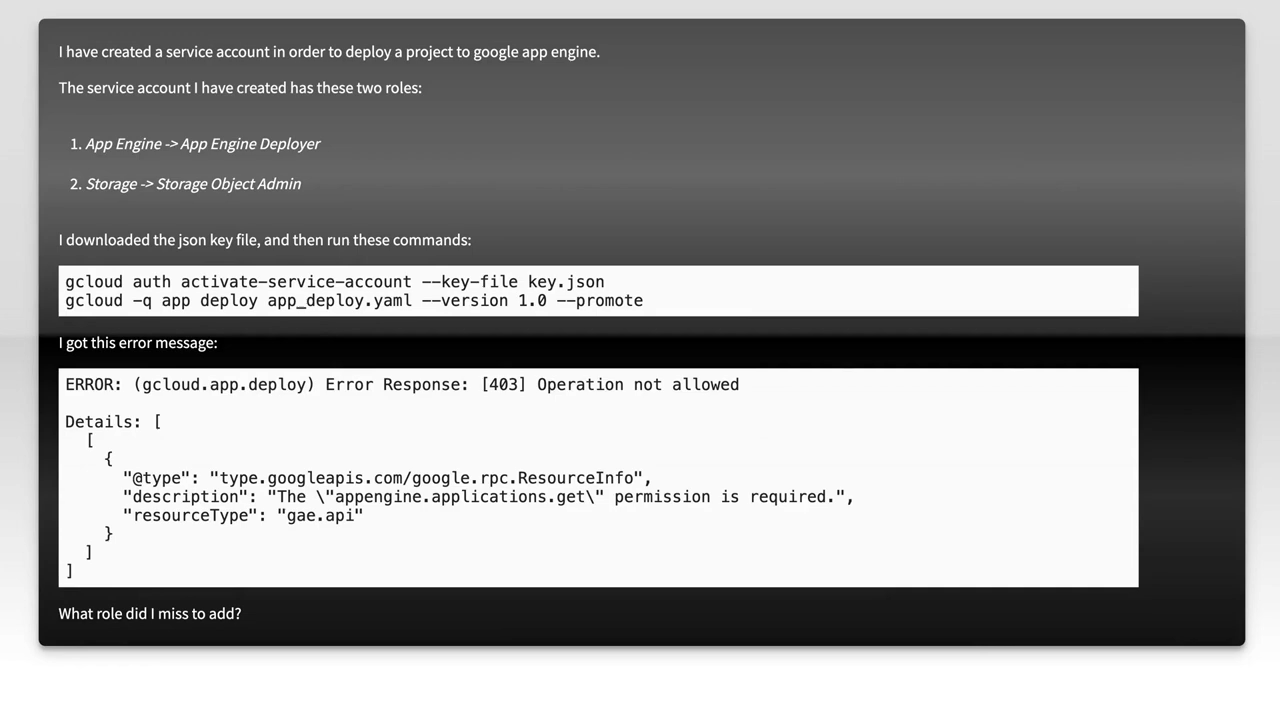 I have created a service account in order to deploy a project to google app engine.
The service account I have created has these two roles:
1. App Engine -> App Engine Deployer
2. Storage -> Storage Object Admin
I downloaded the json key file, and then run these commands:
gcloud auth activate-service-account --key-file key.json
gcloud -q app deploy app_deploy.yaml --version 1.0 --promote
I got this error message:
ERROR: (gcloud.app.deploy) Error Response: [403] Operation not allowed
Details: [
  [
    {
      "@type": "type.googleapis.com/google.rpc.ResourceInfo",
      "description": "The \"appengine.applications.get\" permission is required.",
      "resourceType": "gae.api"
    }
  ]
]
What role did I miss to add?